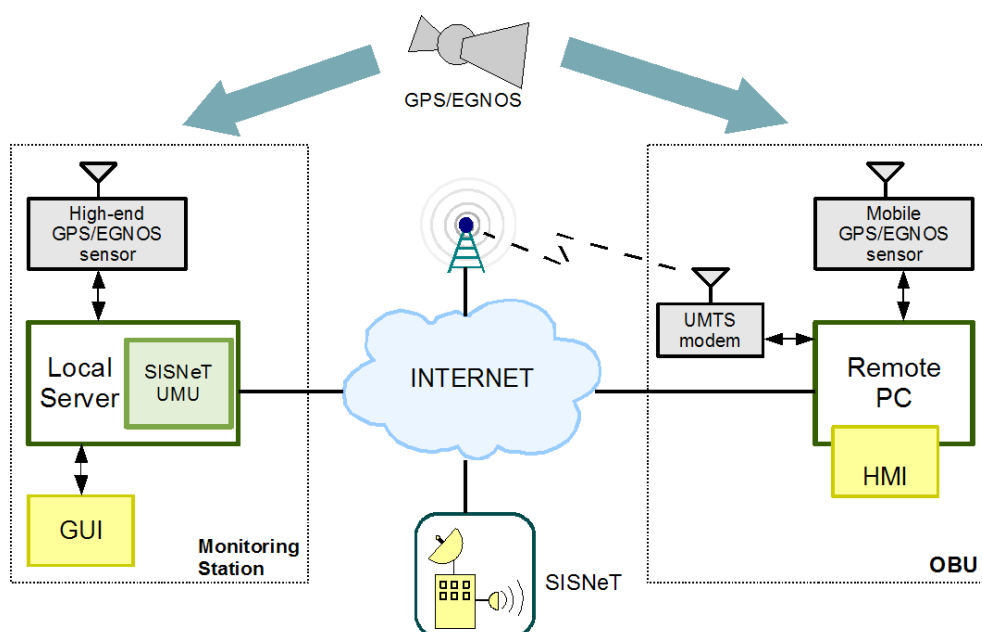 GPS/EGNOS
High-end
GPS/EGNOS
sensor
Mobile
GPS/EGNOS
sensor
UMTS
modem
Local
Server
SISNeT
UMU
INTERNET
Remote
PC
HMI
GUI
Monitoring
Station
SISNeT
OBU